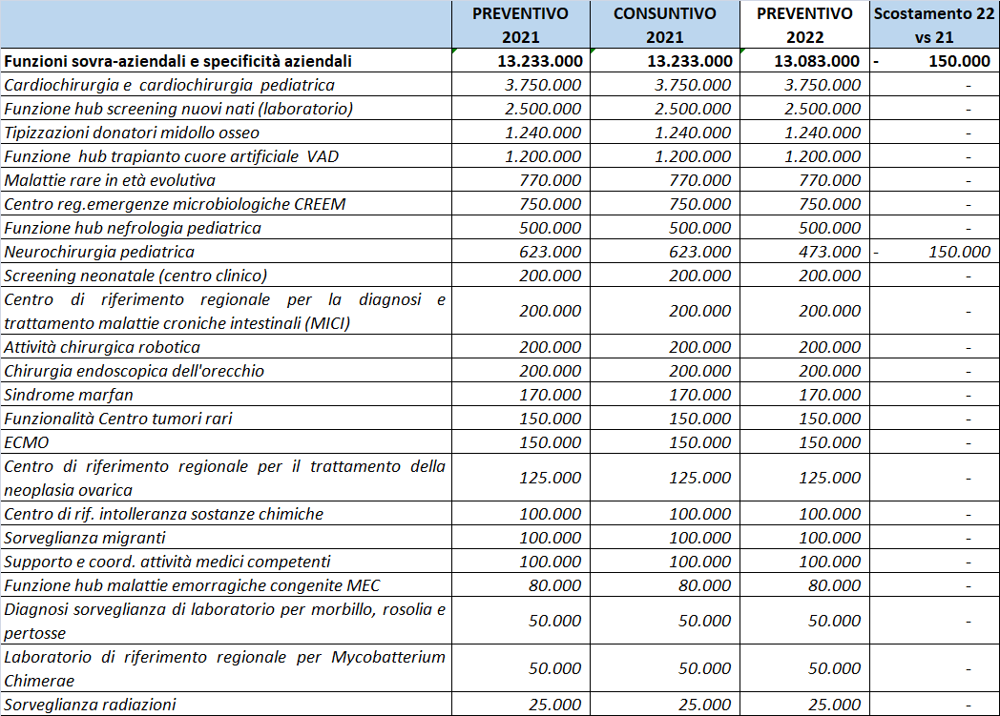 PREVENTIVO 2021 CONSUNTIVO 2021 PREVENTIVO 2022 Scostamento 22 vs 21
Funzioni sovra-aziendali e specificità aziendali 13.233.000 13.233.000 13.083.000 - 150.000
Cardiochirurgia e cardiochirurgia pediatrica 3.750.000 3.750.000 3.750.000 -
Funzione hub screening nuovi nati (laboratorio) 2.500.000 2.500.000 2.500.000 -
Tipizzazioni donatori midollo osseo 1.240.000 1.240.000 1.240.000 -
Funzione hub trapianto cuore artificiale VAD 1.200.000 1.200.000 1.200.000 -
Malattie rare in età evolutiva 770.000 770.000 770.000 -
Centro reg.emergenze microbiologiche CREEM 750.000 750.000 750.000 -
Funzione hub nefrologia pediatrica 500.000 500.000 500.000 -
Neurochirurgia pediatrica 623.000 623.000 473.000 - 150.000
Screening neonatale (centro clinico) 200.000 200.000 200.000 -
Centro di riferimento regionale per la diagnosi e
trattamento malattie croniche intestinali (MICI) 200.000 200.000 200.000 -
Attività chirurgica robotica 200.000 200.000 200.000 -
Chirurgia endoscopica dell'orecchio 200.000 200.000 200.000 -
Sindrome marfan 170.000 170.000 170.000 -
Funzionalità Centro tumori rari 150.000 150.000 150.000 -
ECMO 150.000 150.000 150.000 -
Centro di riferimento regionale per il trattamento della
neoplasia ovarica 125.000 125.000 125.000 -
Centro di rif. intolleranza sostanze chimiche 100.000 100.000 100.000 -
Sorveglianza migranti 100.000 100.000 100.000 -
Supporto e coord. attività medici competenti 100.000 100.000 100.000 -
Funzione hub malattie emorragiche congenite MEC 80.000 80.000 80.000 -
Diagnosi sorveglianza di laboratorio per morbillo, rosolia e
pertosse 50.000 50.000 50.000 -
Laboratorio di riferimento regionale per Mycobatterium
Chimerae 50.000 50.000 50.000 -
Sorveglianza radiazioni 25.000 25.000 25.000 -